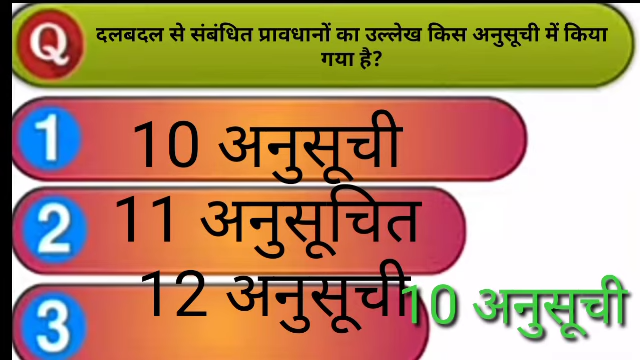 Q दलबदल से संबंधित प्रावधानों का उल्लेख किस अनुसूची में किया
गया है?
1 10 अनुसूची
2 11 अनुसूचित
3 12 अनुसूची
10 अनुसूची